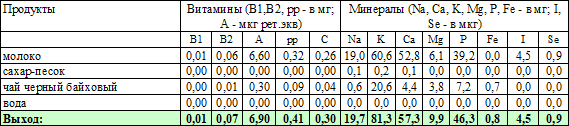 Продукты Витамины (B1,B2, pp - в мг; А - мкг рет.экв) Минералы (Na, Ca, K, Mg, P, Fe - в мг; I, Se - в мкг)
B1 B2 A pp C Na K Ca Mg P Fe I Se
молоко 0,01 0,06 6,60 0,32 0,26 19,0 60,6 52,8 6,1 39,2 0,0 4,5 0,9
сахар-песок 0,00 0,00 0,00 0,00 0,00 0,1 0,2 0,1 0,0 0,0 0,0 0,0 0,0
чай черный байховый 0,00 0,01 0,30 0,09 0,04 0,6 20,6 4,4 3,8 7,2 0,7 0,0 0,0
вода 0,00 0,00 0,00 0,00 0,00 0,0 0,0 0,0 0,0 0,0 0,0 0,0 0,0
Выход: 0,01 0,07 6,90 0,41 0,30 19,7 81,3 57,3 9,9 46,3 0,8 4,5 0,9